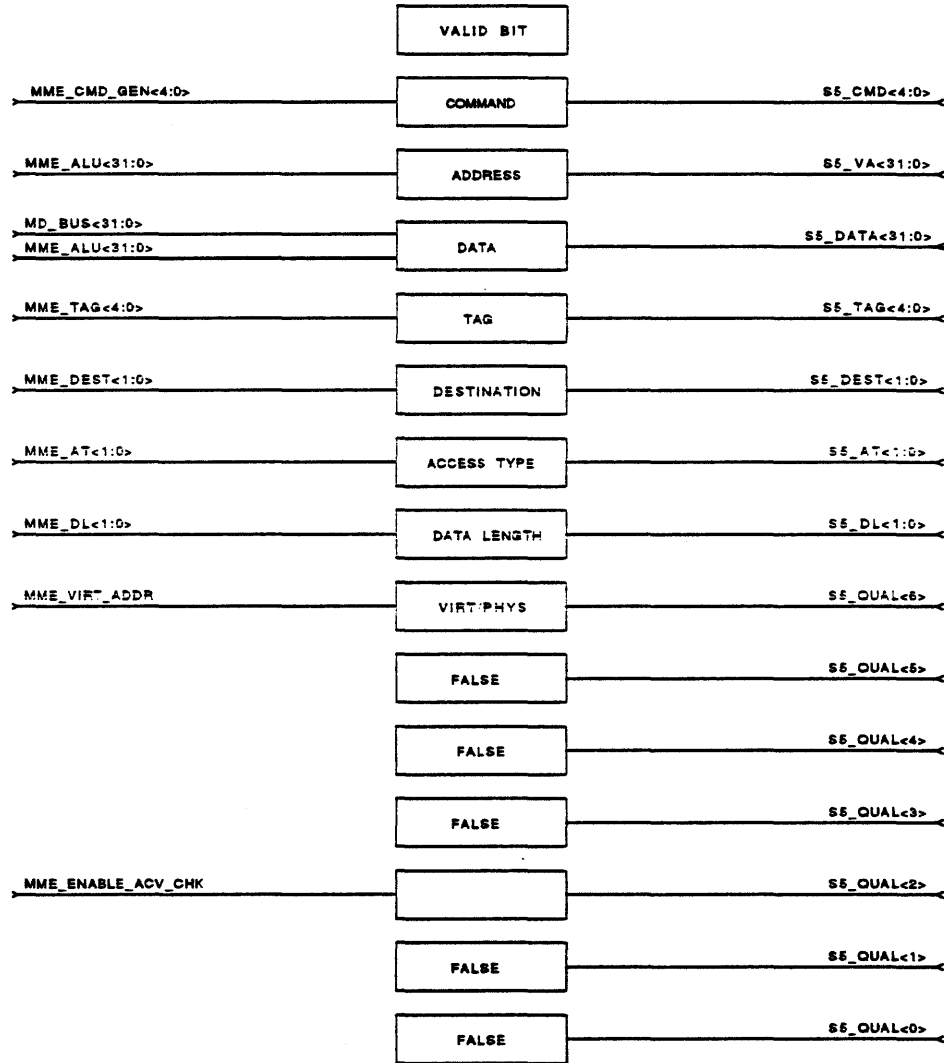 VALID BIT
MME_CMD_GEN<4:0> COMMAND S5_CMD<4:0>
MME_ALU<31:0> ADDRESS S5_VA<31:0>
MD_BUS<31:0>
MME_ALU<31:0> DATA S5_DATA<31:0>
MME_TAG<4:0> TAG S5_TAG<4:0>
MME_DEST<1:0> DESTINATION S5_DEST<1:0>
MME_AT<1:0> ACCESS TYPE S5_AT<1:0>
MME_DL<1:0> DATA LENGTH S5_DL<1:0>
MME_VIRT_ADDR VIRT/PHYS S5_QUAL<6>
FALSE S5_QUAL<5>
FALSE S5_QUAL<4>
FALSE S5_QUAL<3>
MME_ENABLE_ACV_CHK S5_QUAL<2>
FALSE S5_QUAL<1>
FALSE S5_QUAL<0>